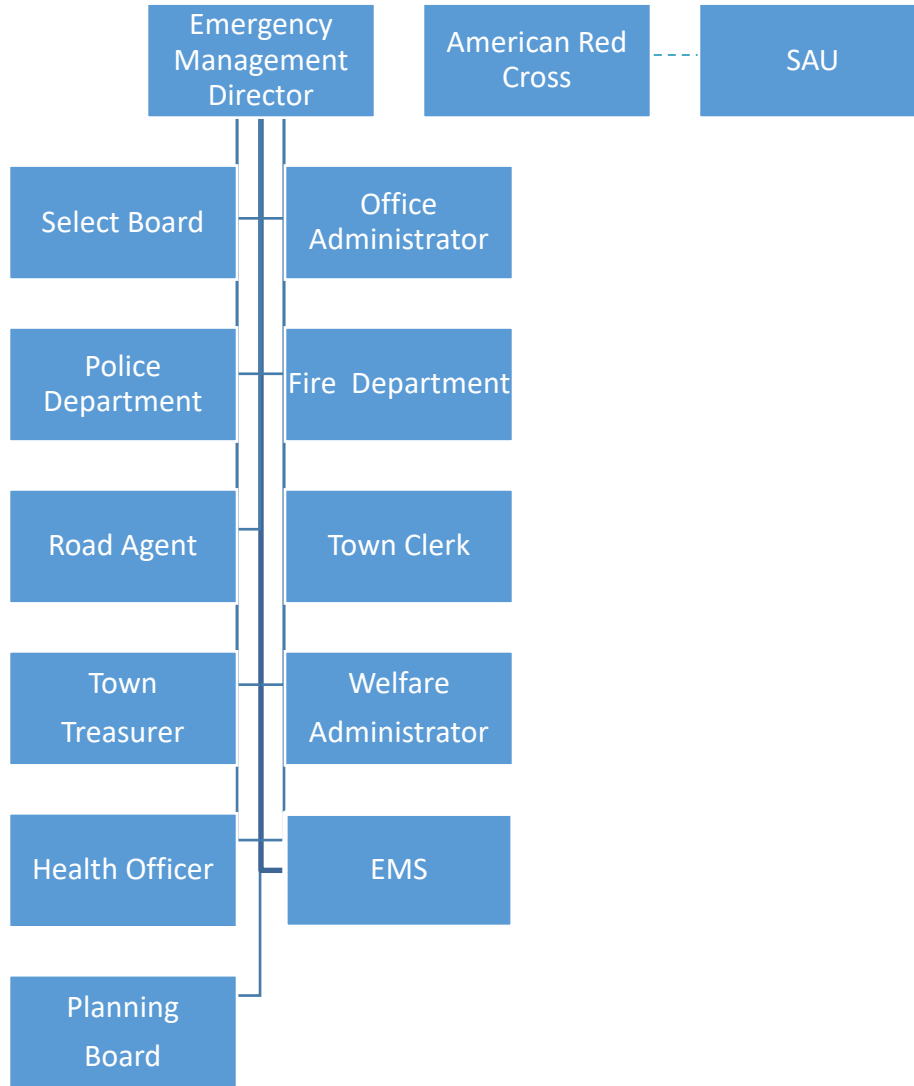 Emergency
Management
Director
American Red
Cross
SAU
Select Board
Office
Administrator
Police
Department
Fire  Department
Road Agent
Town Clerk
Town
Treasurer
Welfare
Administrator
Health Officer
EMS
Planning
Board